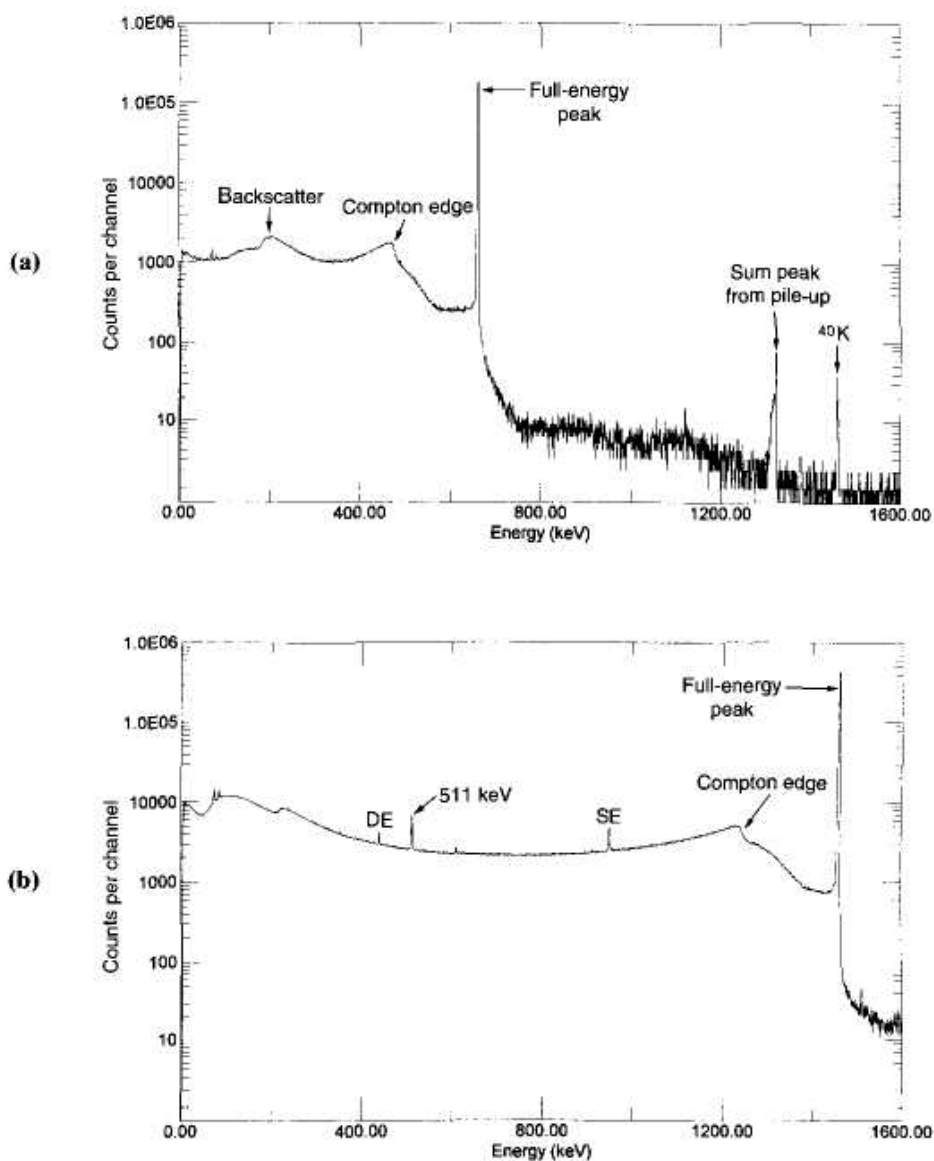 (a)
Counts per channel
1.0E06
1.0E05
10000
1000
100
10
Backscatter
Compton edge
Full-energy
peak
Sum peak
from pile-up
⁴⁰K
0.00
400.00
800.00
1200.00
1600.00
Energy (keV)
(b)
Counts per channel
1.0E06
1.0E05
10000
1000
100
10
DE
511 keV
SE
Compton edge
Full-energy
peak
0.00
400.00
800.00
1200.00
1600.00
Energy (keV)